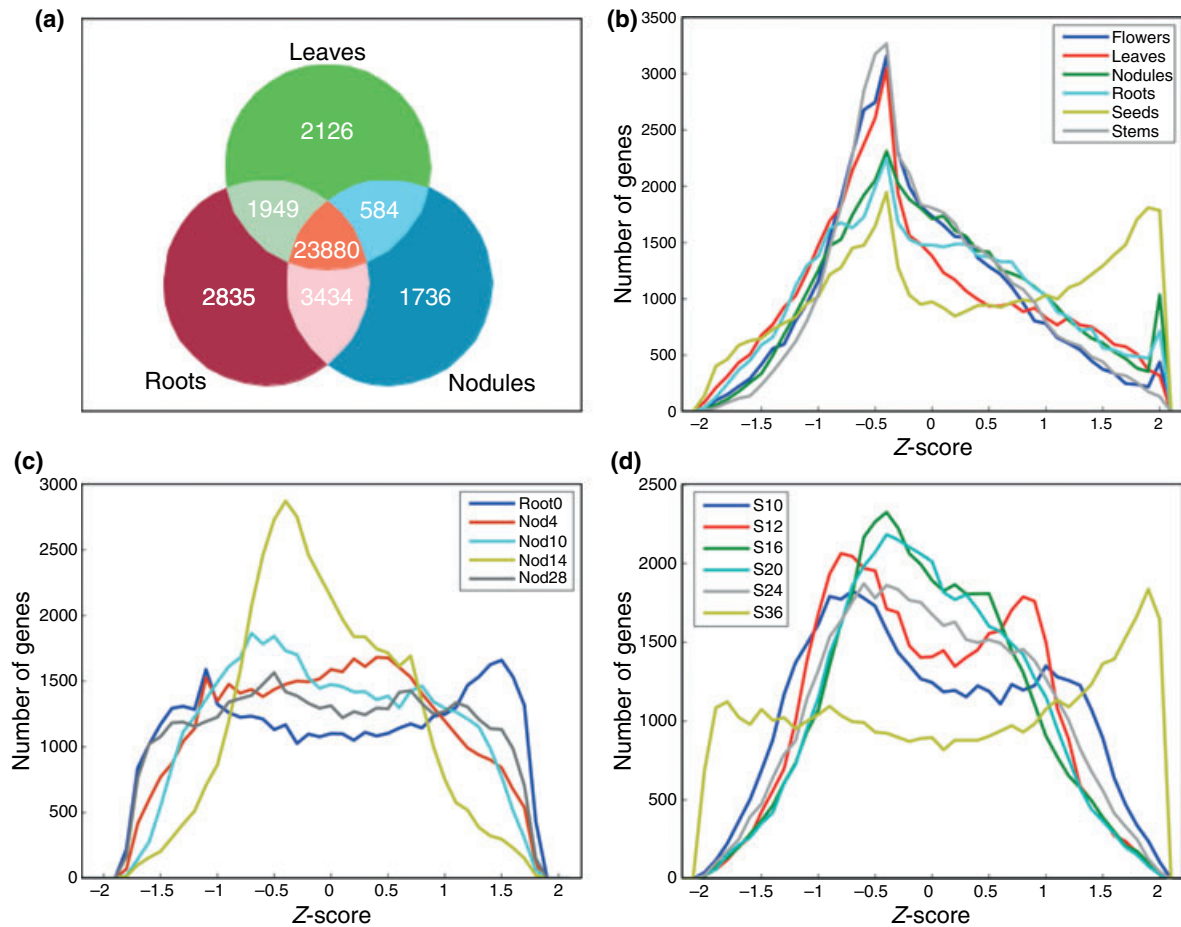 (a)
Leaves
2126
1949
584
23880
2835
3434
1736
Roots
Nodules
(b)
3500
3000
2500
2000
1500
1000
500
0
Number of genes
Flowers
Leaves
Nodules
Roots
Seeds
Stems
–2 –1.5 –1 –0.5 0 0.5 1 1.5 2
Z-score
(c)
3000
2500
2000
1500
1000
500
0
Number of genes
Root0
Nod4
Nod10
Nod14
Nod28
–2 –1.5 –1 –0.5 0 0.5 1 1.5 2
Z-score
(d)
2500
2000
1500
1000
500
0
Number of genes
S10
S12
S16
S20
S24
S36
–2 –1.5 –1 –0.5 0 0.5 1 1.5 2
Z-score